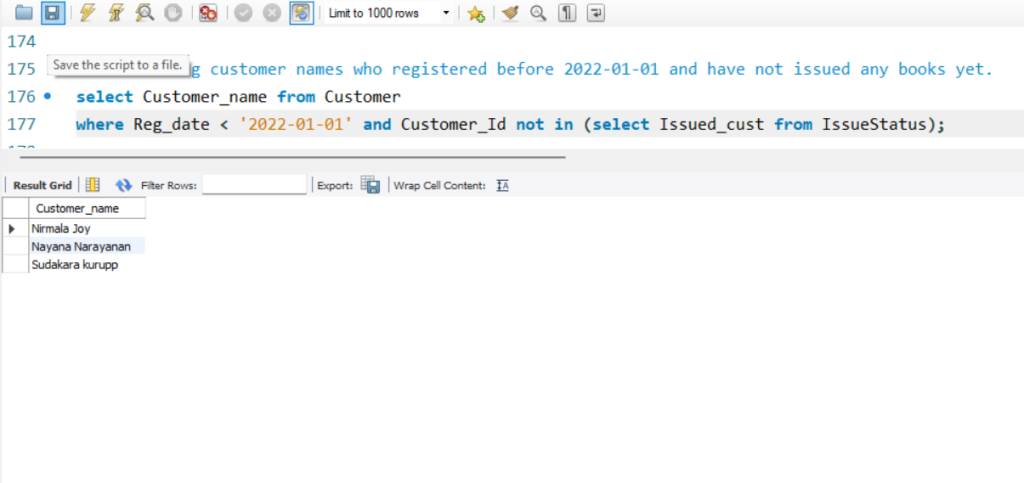 Limit to 1000 rows
174
Save the script to a file.
175 g customer names who registered before 2022-01-01 and have not issued any books yet.
176 select Customer_name from Customer
177 where Reg_date < '2022-01-01' and Customer_Id not in (select Issued_cust from IssueStatus);
Result Grid Filter Rows: Export: Wrap Cell Content: IA
Customer_name
Nirmala Joy
Nayana Narayanan
Sudakara kurupp